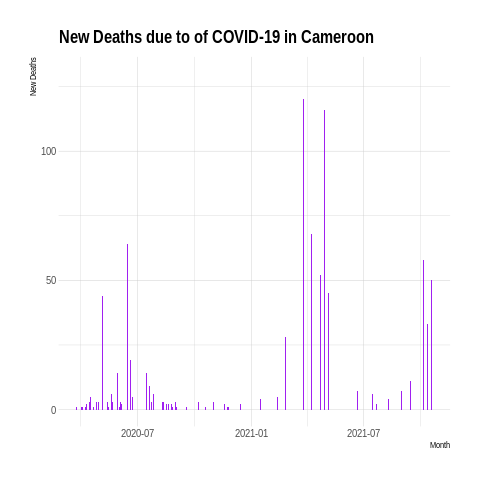 New Deaths due to of COVID-19 in Cameroon
New Deaths
100
50
0
2020-07
2021-01
2021-07
Month